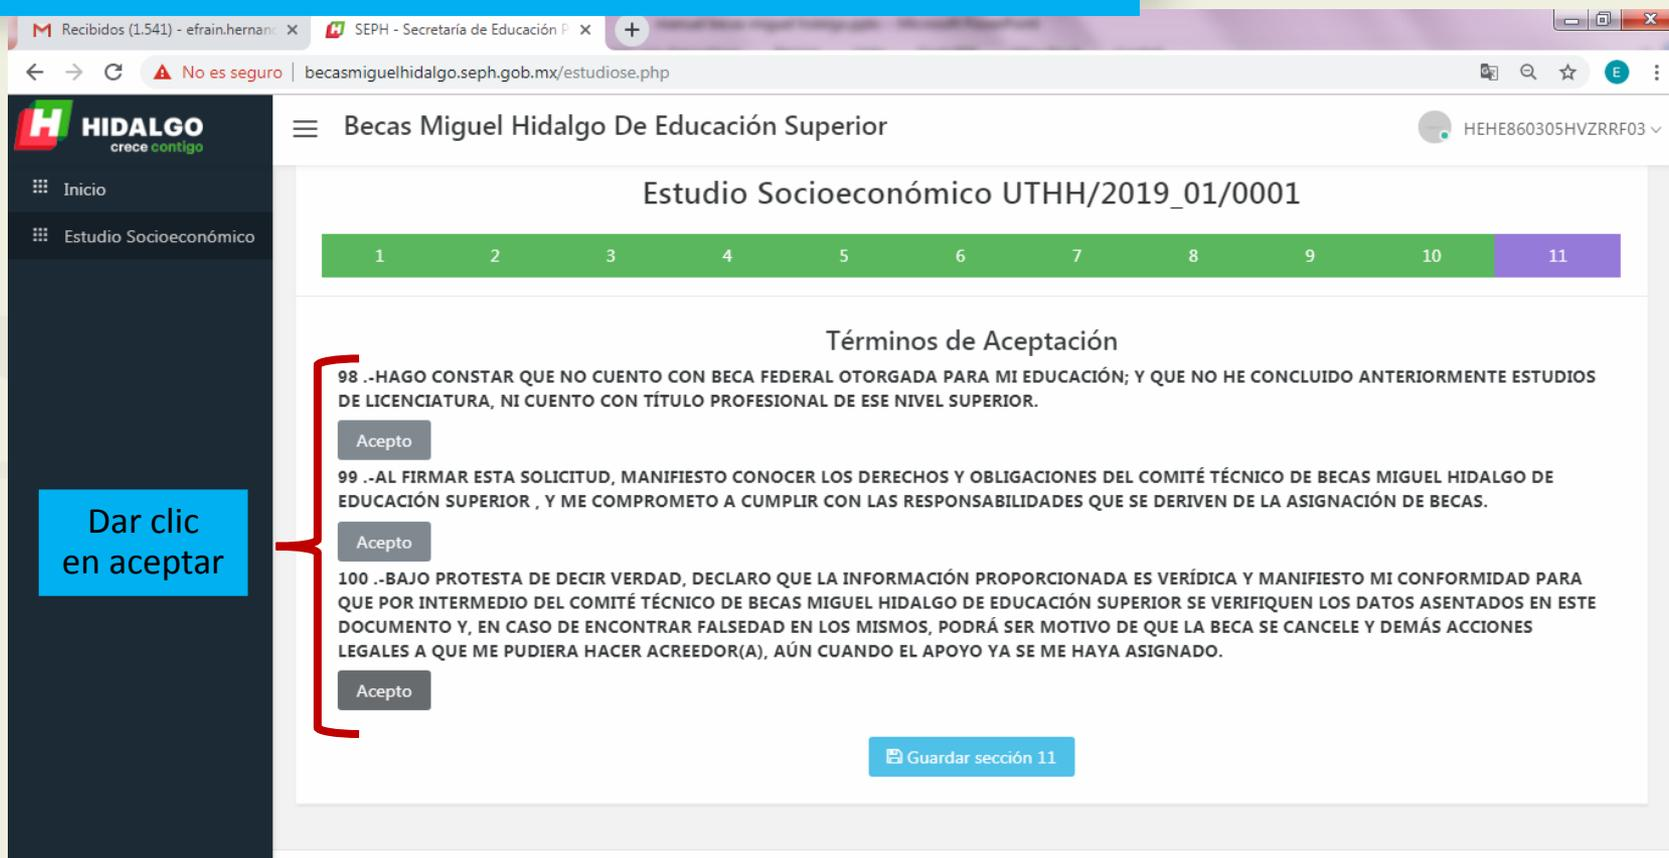 Recibidos (1.541) - efrain.hernan
SEPH - Secretaría de Educación P
No es seguro | becasmiguelhidalgo.seph.gob.mx/estudiose.php
E
HIDALGO
crece contigo
Becas Miguel Hidalgo De Educación Superior
HEHE860305HVZRRF03
Inicio
Estudio Socioeconómico
Estudio Socioeconómico UTHH/2019_01/0001
1 2 3 4 5 6 7 8 9 10 11
Términos de Aceptación
98 .-HAGO CONSTAR QUE NO CUENTO CON BECA FEDERAL OTORGADA PARA MI EDUCACIÓN; Y QUE NO HE CONCLUIDO ANTERIORMENTE ESTUDIOS
DE LICENCIATURA, NI CUENTO CON TÍTULO PROFESIONAL DE ESE NIVEL SUPERIOR.
Acepto
99 .-AL FIRMAR ESTA SOLICITUD, MANIFIESTO CONOCER LOS DERECHOS Y OBLIGACIONES DEL COMITÉ TÉCNICO DE BECAS MIGUEL HIDALGO DE
EDUCACIÓN SUPERIOR , Y ME COMPROMETO A CUMPLIR CON LAS RESPONSABILIDADES QUE SE DERIVEN DE LA ASIGNACIÓN DE BECAS.
Acepto
100 .-BAJO PROTESTA DE DECIR VERDAD, DECLARO QUE LA INFORMACIÓN PROPORCIONADA ES VERÍDICA Y MANIFIESTO MI CONFORMIDAD PARA
QUE POR INTERMEDIO DEL COMITÉ TÉCNICO DE BECAS MIGUEL HIDALGO DE EDUCACIÓN SUPERIOR SE VERIFIQUEN LOS DATOS ASENTADOS EN ESTE
DOCUMENTO Y, EN CASO DE ENCONTRAR FALSEDAD EN LOS MISMOS, PODRÁ SER MOTIVO DE QUE LA BECA SE CANCELE Y DEMÁS ACCIONES
LEGALES A QUE ME PUDIERA HACER ACREEDOR(A), AÚN CUANDO EL APOYO YA SE ME HAYA ASIGNADO.
Acepto
Guardar sección 11
Dar clic
en aceptar